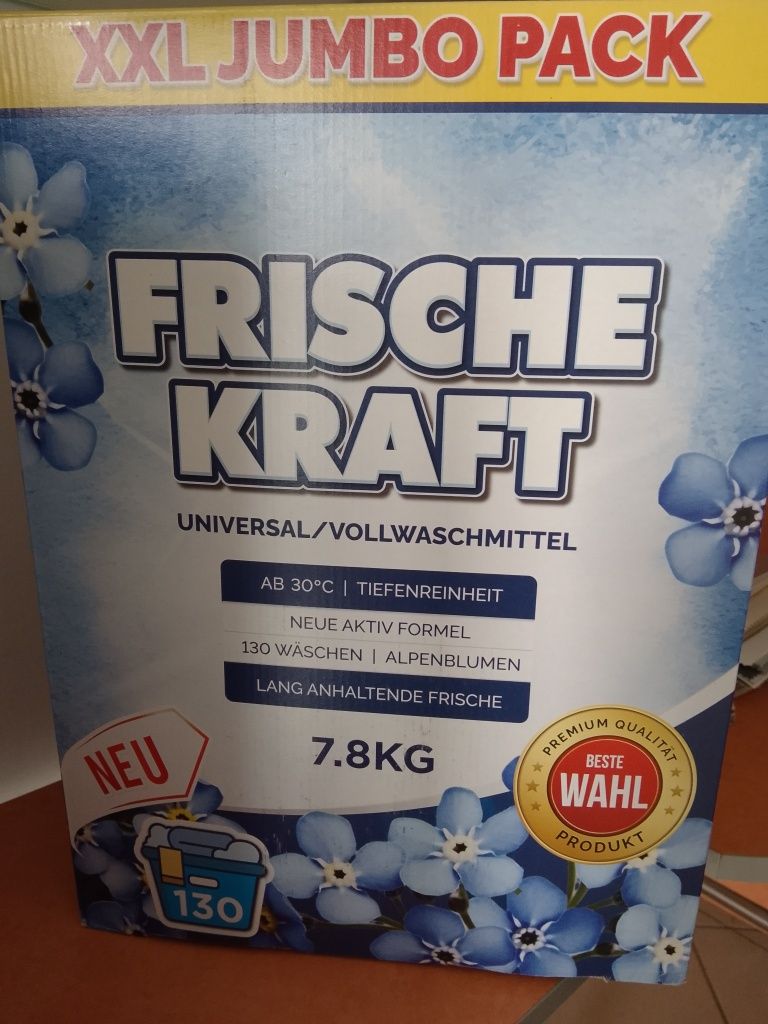 XXL JUMBO PACK
FRISCHE
KRAFT
UNIVERSAL/VOLLWASCHMITTEL
AB 30°C | TIEFENREINHEIT
NEUE AKTIV FORMEL
130 WÄSCHEN | ALPENBLUMEN
LANG ANHALTENDE FRISCHE
7.8KG
NEU
130
PREMIUM QUALITÄT
BESTE
WAHL
PRODUKT